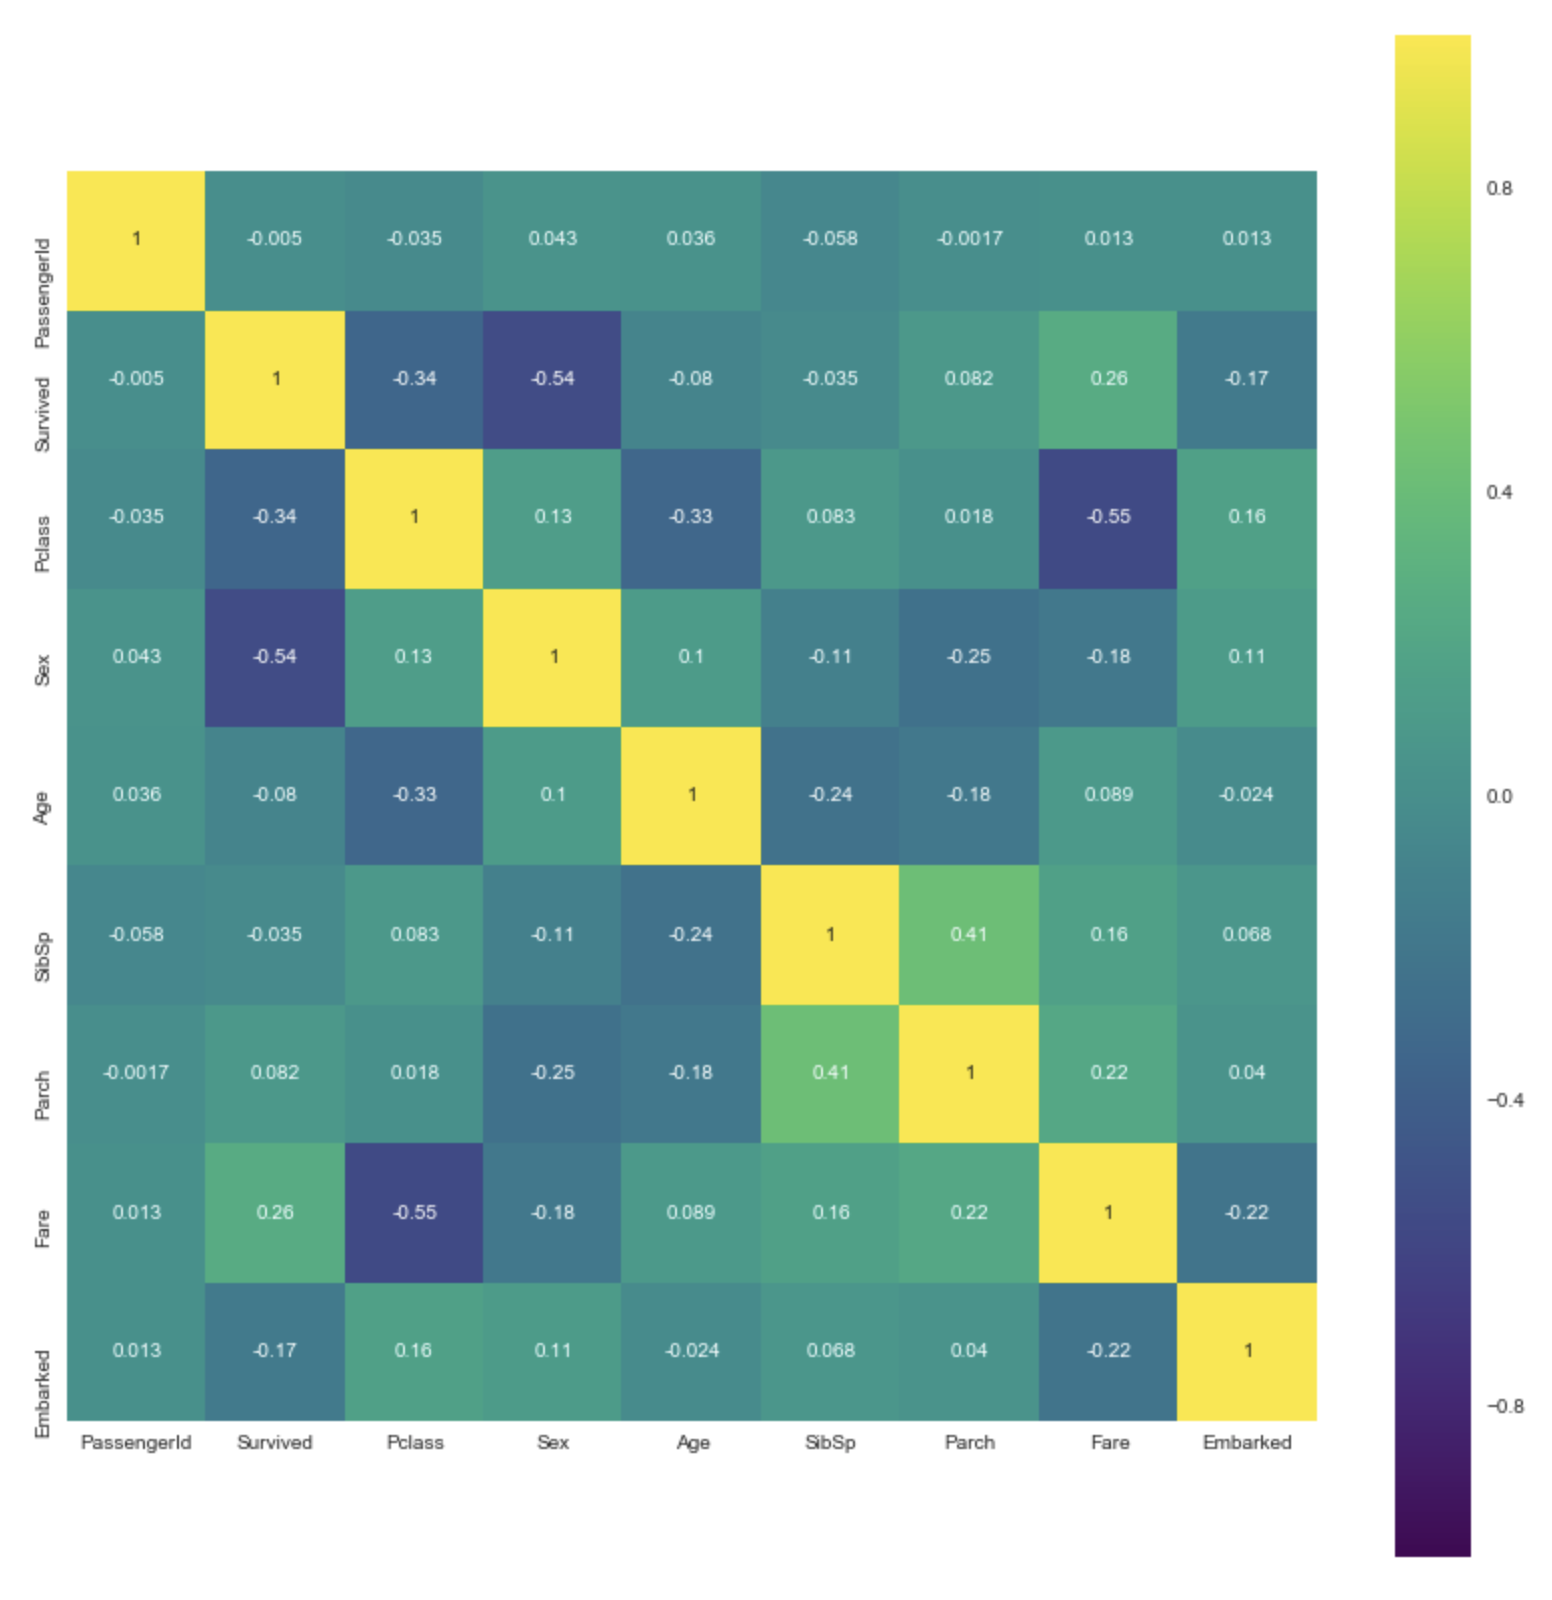 PassengerId 1 -0.005 -0.035 0.043 0.036 -0.058 -0.0017 0.013 0.013
Survived -0.005 1 -0.34 -0.54 -0.08 -0.035 0.082 0.26 -0.17
Pclass -0.035 -0.34 1 0.13 -0.33 0.083 0.018 -0.55 0.16
Sex 0.043 -0.54 0.13 1 0.1 -0.11 -0.25 -0.18 0.11
Age 0.036 -0.08 -0.33 0.1 1 -0.24 -0.18 0.089 -0.024
SibSp -0.058 -0.035 0.083 -0.11 -0.24 1 0.41 0.16 0.068
Parch -0.0017 0.082 0.018 -0.25 -0.18 0.41 1 0.22 0.04
Fare 0.013 0.26 -0.55 -0.18 0.089 0.16 0.22 1 -0.22
Embarked 0.013 -0.17 0.16 0.11 -0.024 0.068 0.04 -0.22 1
PassengerId Survived Pclass Sex Age SibSp Parch Fare Embarked
0.8
0.4
0.0
−0.4
−0.8